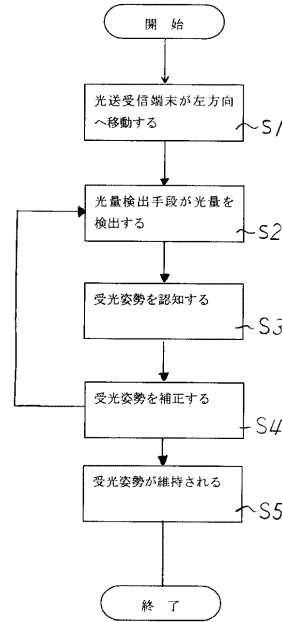 開始
光送受信端末が左方向
へ移動する
S1
光量検出手段が光量を
検出する
S2
受光姿勢を認知する
S3
受光姿勢を補正する
S4
受光姿勢が維持される
S5
終了